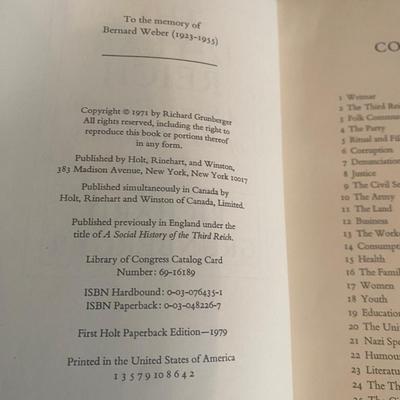 To the memory of
Bernard Weber (1923-1955)
Copyright © 1971 by Richard Grunberger
All rights reserved, including the right to
reproduce this book or portions thereof
in any form.
Published by Holt, Rinehart, and Winston,
383 Madison Avenue, New York, New York 10017
Published simultaneously in Canada by
Holt, Rinehart and Winston of Canada, Limited.
Published previously in England under the
title of A Social History of the Third Reich.
Library of Congress Catalog Card
Number: 69-16189
ISBN Hardbound: 0-03-076435-1
ISBN Paperback: 0-03-048226-7
First Holt Paperback Edition—1979
Printed in the United States of America
1 3 5 7 9 10 8 6 4 2
CO
1 Weimar
2 The Third Rei
3 Folk Commun
4 The Party
5 Ritual and Fü
6 Corruption
7 Denunciation
8 Justice
9 The Civil Se
10 The Army
11 The Land
12 Business
13 The Worke
14 Consumpt
15 Health
16 The Famil
17 Women
18 Youth
19 Education
20 The Uni
21 Nazi Spe
22 Humou
23 Literatu
24 The Th